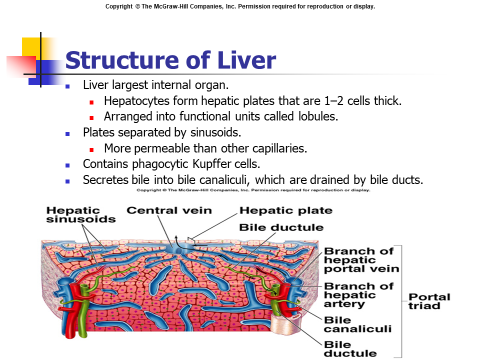 Copyright © The McGraw-Hill Companies, Inc. Permission required for reproduction or display.
Structure of Liver
Liver largest internal organ.
Hepatocytes form hepatic plates that are 1–2 cells thick.
Arranged into functional units called lobules.
Plates separated by sinusoids.
More permeable than other capillaries.
Contains phagocytic Kupffer cells.
Secretes bile into bile canaliculi, which are drained by bile ducts.
Copyright © The McGraw-Hill Companies, Inc. Permission required for reproduction or display.
Hepatic
sinusoids
Central vein
Hepatic plate
Bile ductule
Branch of
hepatic
portal vein
Branch of
hepatic
artery
Portal
triad
Bile
canaliculi
Bile
ductule